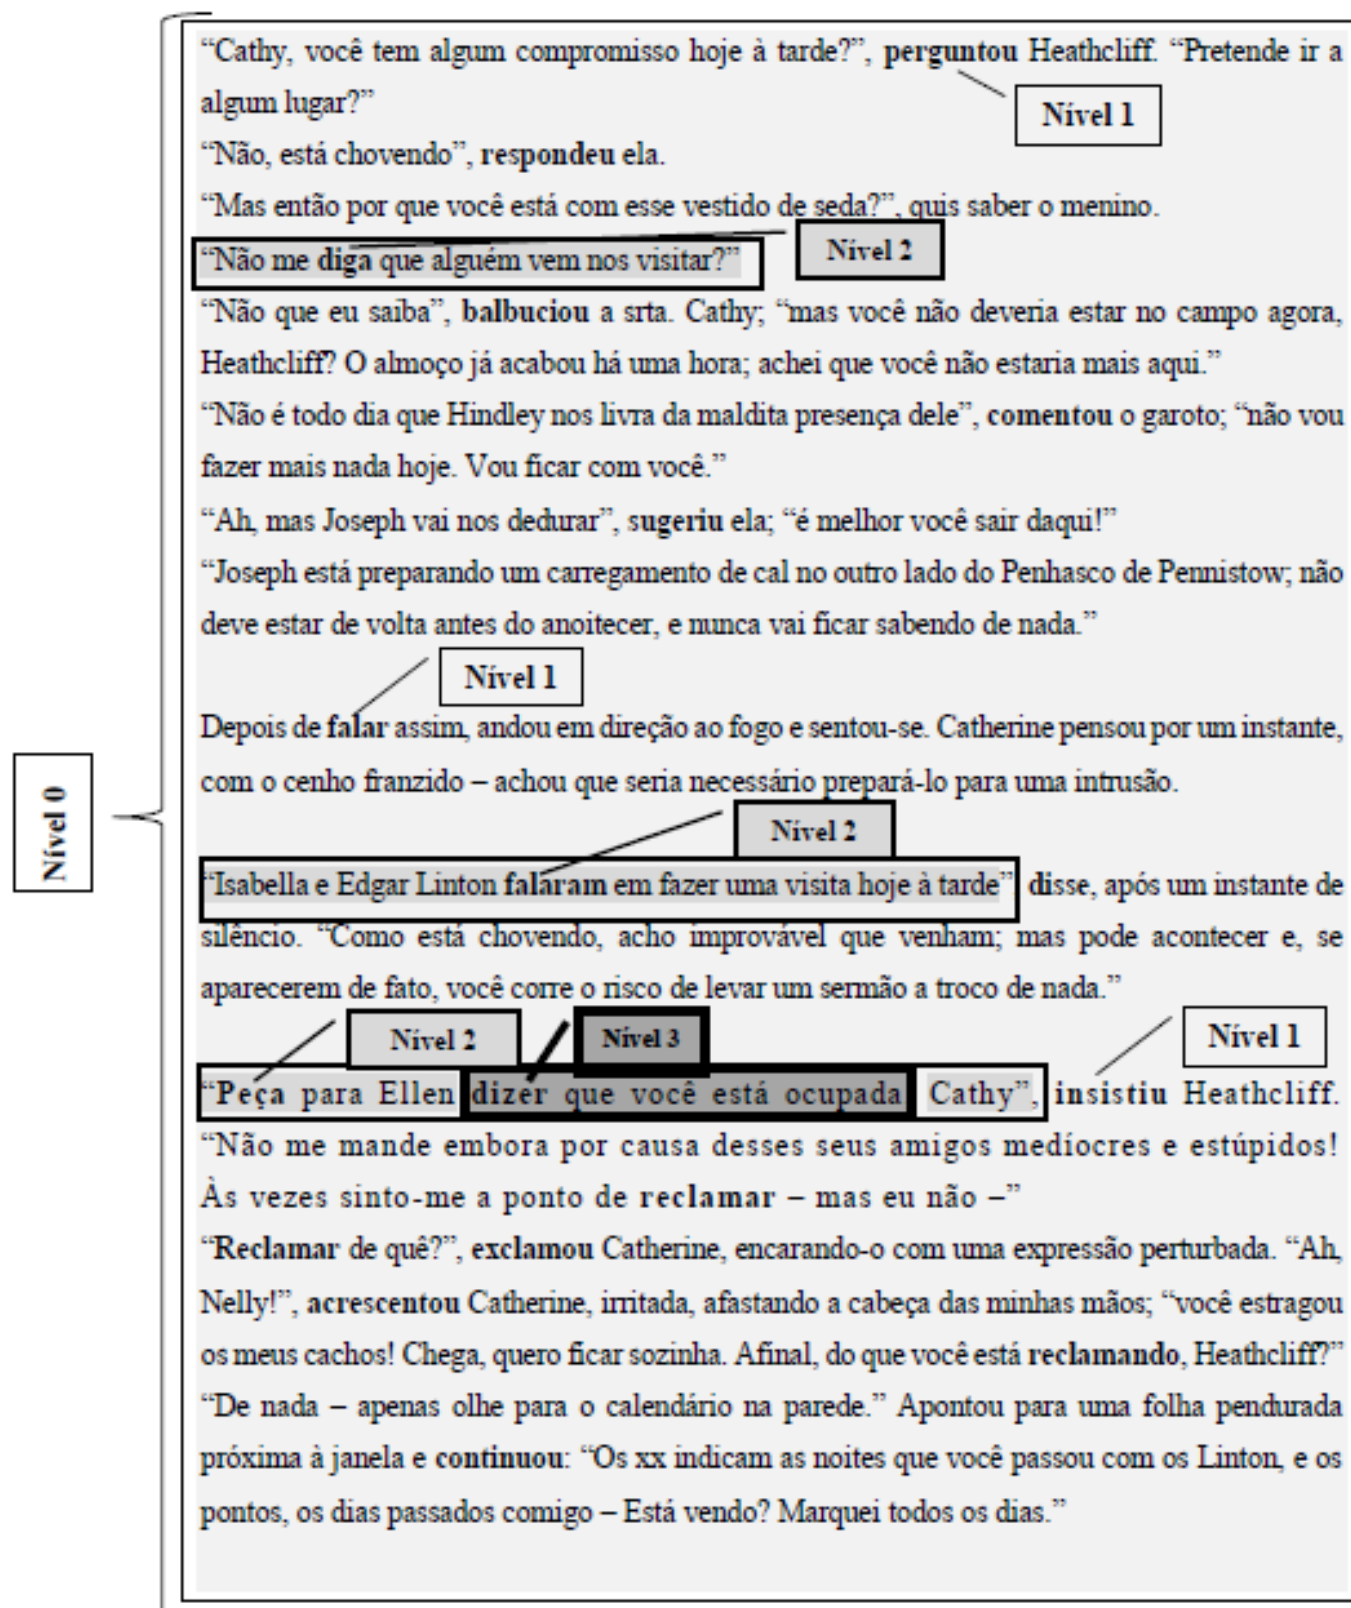 “Cathy, você tem algum compromisso hoje à tarde?”, perguntou Heathcliff. “Pretende ir a
algum lugar?”
Nível 1
“Não, está chovendo”, respondeu ela.
“Mas então por que você está com esse vestido de seda?”, quis saber o menino.
Nível 2
“Não me diga que alguém vem nos visitar?”
“Não que eu saiba”, balbuciou a srta. Cathy; “mas você não deveria estar no campo agora,
Heathcliff? O almoço já acabou há uma hora; achei que você não estaria mais aqui.”
“Não é todo dia que Hindley nos livra da maldita presença dele”, comentou o garoto; “não vou
fazer mais nada hoje. Vou ficar com você.”
“Ah, mas Joseph vai nos dedurar”, sugeriu ela; “é melhor você sair daqui!”
“Joseph está preparando um carregamento de cal no outro lado do Penhasco de Pennistow; não
deve estar de volta antes do anoitecer, e nunca vai ficar sabendo de nada.”
Nível 1
Depois de falar assim, andou em direção ao fogo e sentou-se. Catherine pensou por um instante,
com o cenho franzido – achou que seria necessário prepará-lo para uma intrusão.
Nível 0
Nível 2
“Isabella e Edgar Linton falaram em fazer uma visita hoje à tarde” disse, após um instante de
silêncio. “Como está chovendo, acho improvável que venham; mas pode acontecer e, se
aparecerem de fato, você corre o risco de levar um sermão a troco de nada.”
Nível 2 Nível 3 Nível 1
“Peça para Ellen dizer que você está ocupada Cathy”, insistiu Heathcliff.
“Não me mande embora por causa desses seus amigos medíocres e estúpidos!
Às vezes sinto-me a ponto de reclamar – mas eu não –”
“Reclamar de quê?”, exclamou Catherine, encarando-o com uma expressão perturbada. “Ah,
Nelly!”, acrescentou Catherine, irritada, afastando a cabeça das minhas mãos; “você estragou
os meus cachos! Chega, quero ficar sozinha. Afinal, do que você está reclamando, Heathcliff?”
“De nada – apenas olhe para o calendário na parede.” Apontou para uma folha pendurada
próxima à janela e continuou: “Os xx indicam as noites que você passou com os Linton, e os
pontos, os dias passados comigo – Está vendo? Marquei todos os dias.”